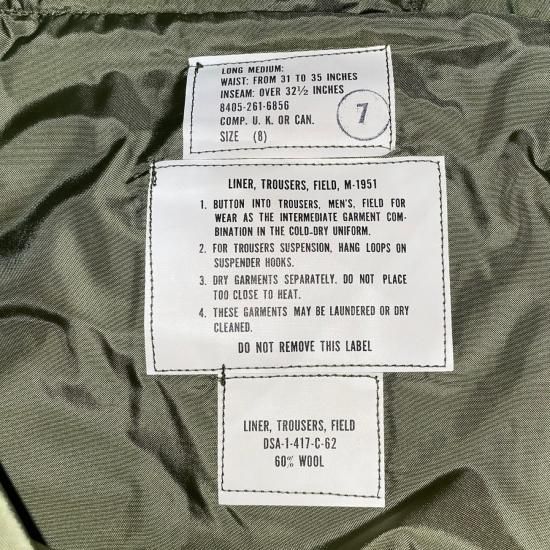 LONG MEDIUM:
WAIST: FROM 31 TO 35 INCHES
INSEAM: OVER 32½ INCHES
8405-261-6856
COMP. U. K. OR CAN.
SIZE (8)
7
LINER, TROUSERS, FIELD, M-1951
1. BUTTON INTO TROUSERS, MEN'S, FIELD FOR
WEAR AS THE INTERMEDIATE GARMENT COM-
BINATION IN THE COLD-DRY UNIFORM.
2. FOR TROUSERS SUSPENSION, HANG LOOPS ON
SUSPENDER HOOKS.
3. DRY GARMENTS SEPARATELY. DO NOT PLACE
TOO CLOSE TO HEAT.
4. THESE GARMENTS MAY BE LAUNDERED OR DRY
CLEANED.
DO NOT REMOVE THIS LABEL
LINER, TROUSERS, FIELD
DSA-1-417-C-62
60% WOOL